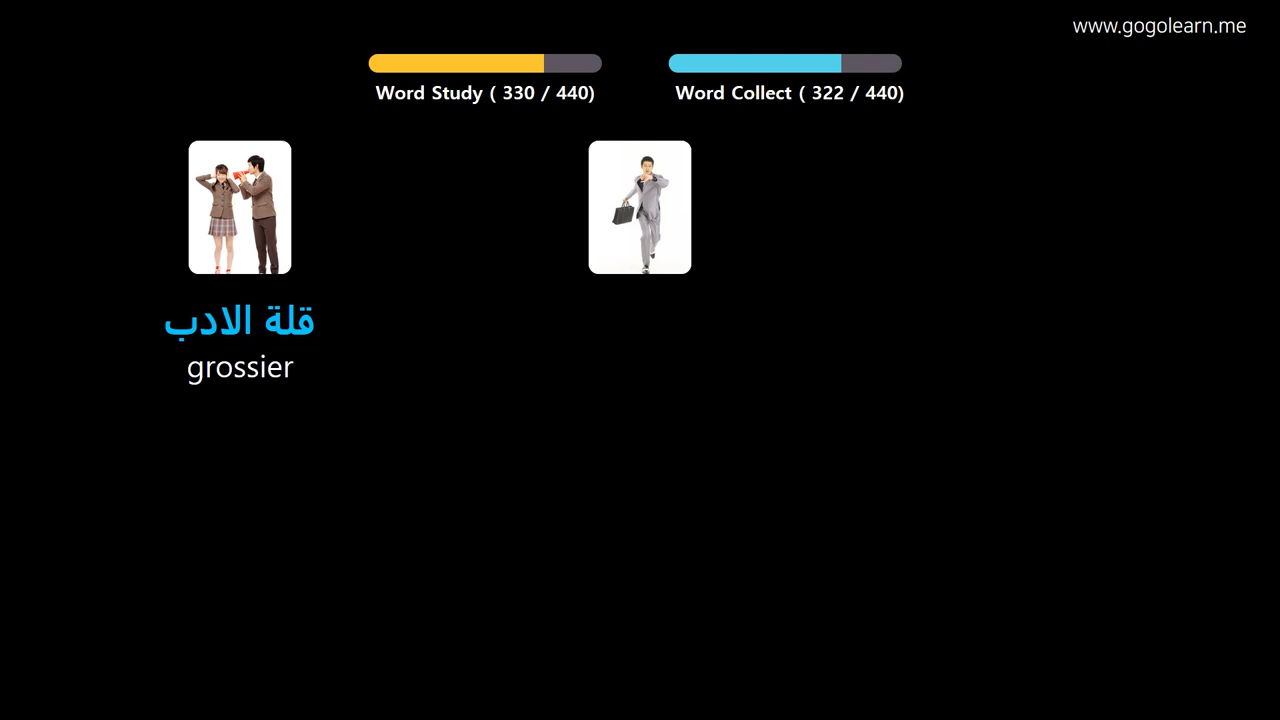 www.gogolearn.me
Word Study ( 330 / 440)
Word Collect ( 322 / 440)
قلة الادب
grossier